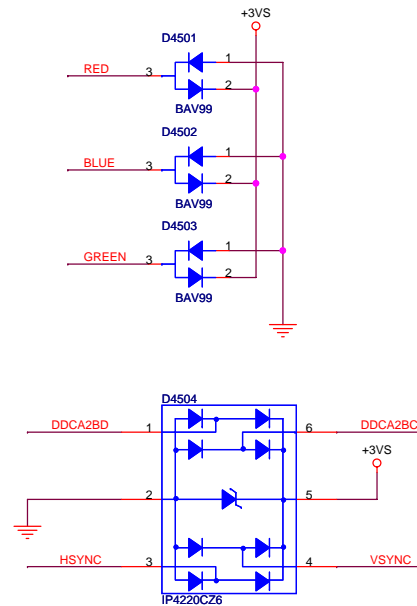 +3VS
D4501
RED
3
1
2
BAV99
D4502
BLUE
3
1
2
BAV99
D4503
GREEN
3
1
2
BAV99
D4504
DDCA2BD
1
6
DDCA2BC
+3VS
2
5
HSYNC
3
4
VSYNC
IP4220CZ6